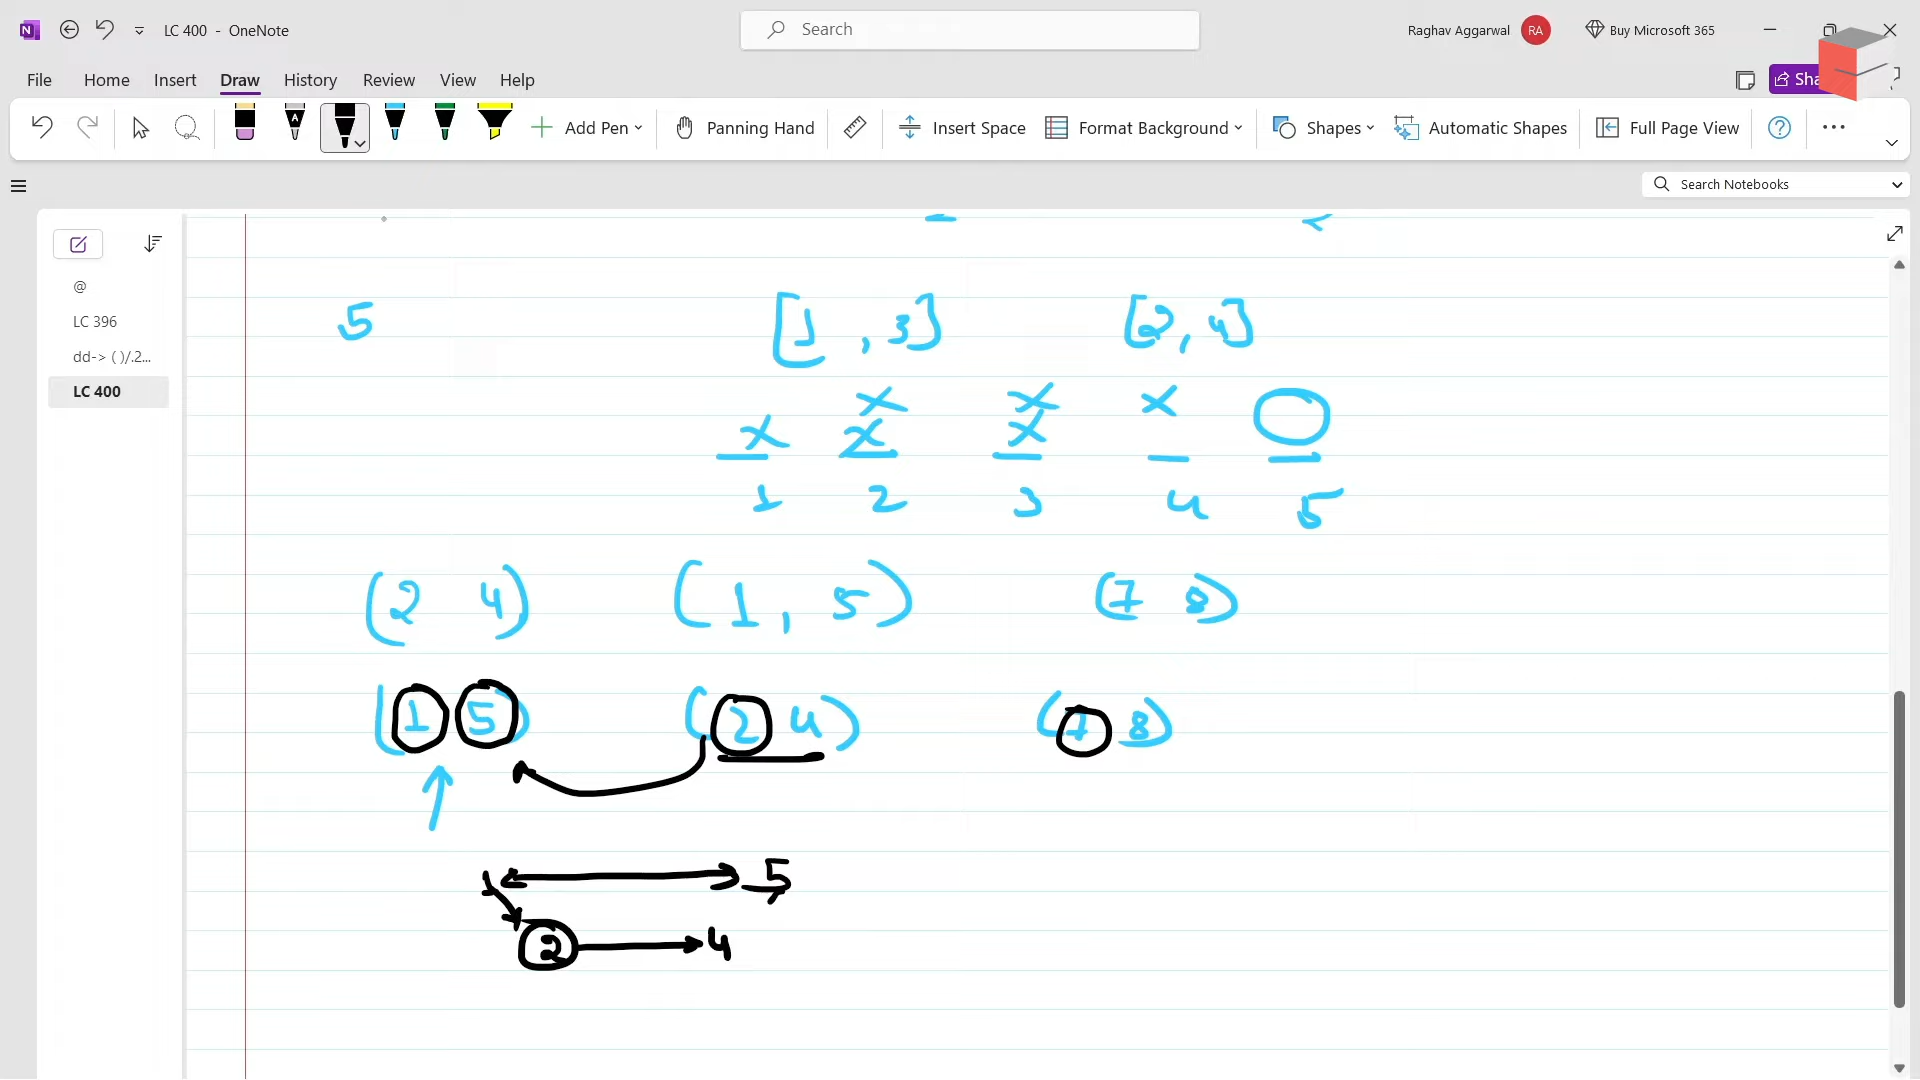 LC 400 - OneNote
Search
Raghav Aggarwal RA
Buy Microsoft 365
File Home Insert Draw History Review View Help
Add Pen Panning Hand Insert Space Format Background Shapes Automatic Shapes Full Page View
Search Notebooks
@
LC 396
dd-> ( )/.2...
LC 400
5 [1 , 3] [2, 4]
x x x
x x x
1 2 3 4 5
(2 4) (1, 5) (7 8)
(1 5) (2 4) (7 8)
1 5
2 4